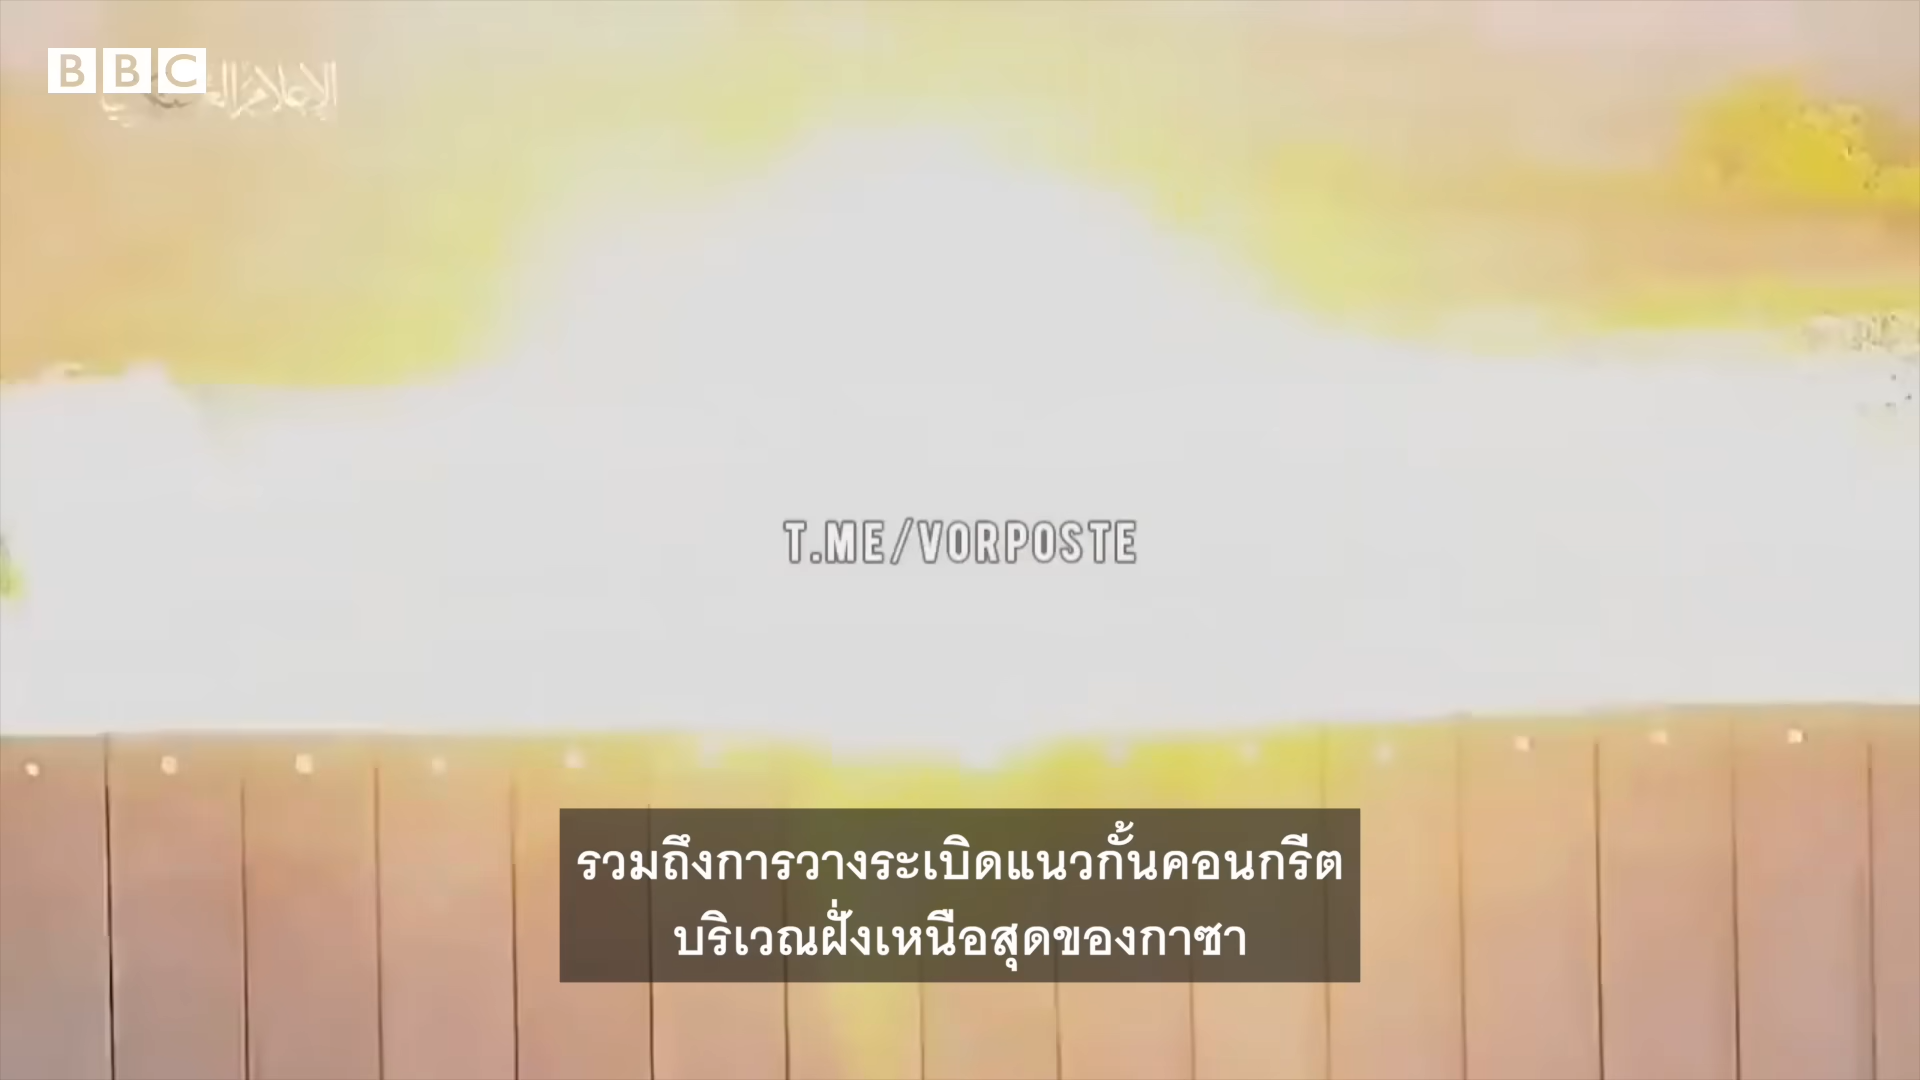 BBC
الإعلام
T.ME/VORPOSTE
รวมถึงการวางระเบิดแนวกั้นคอนกรีต
บริเวณฝั่งเหนือสุดของกาซา